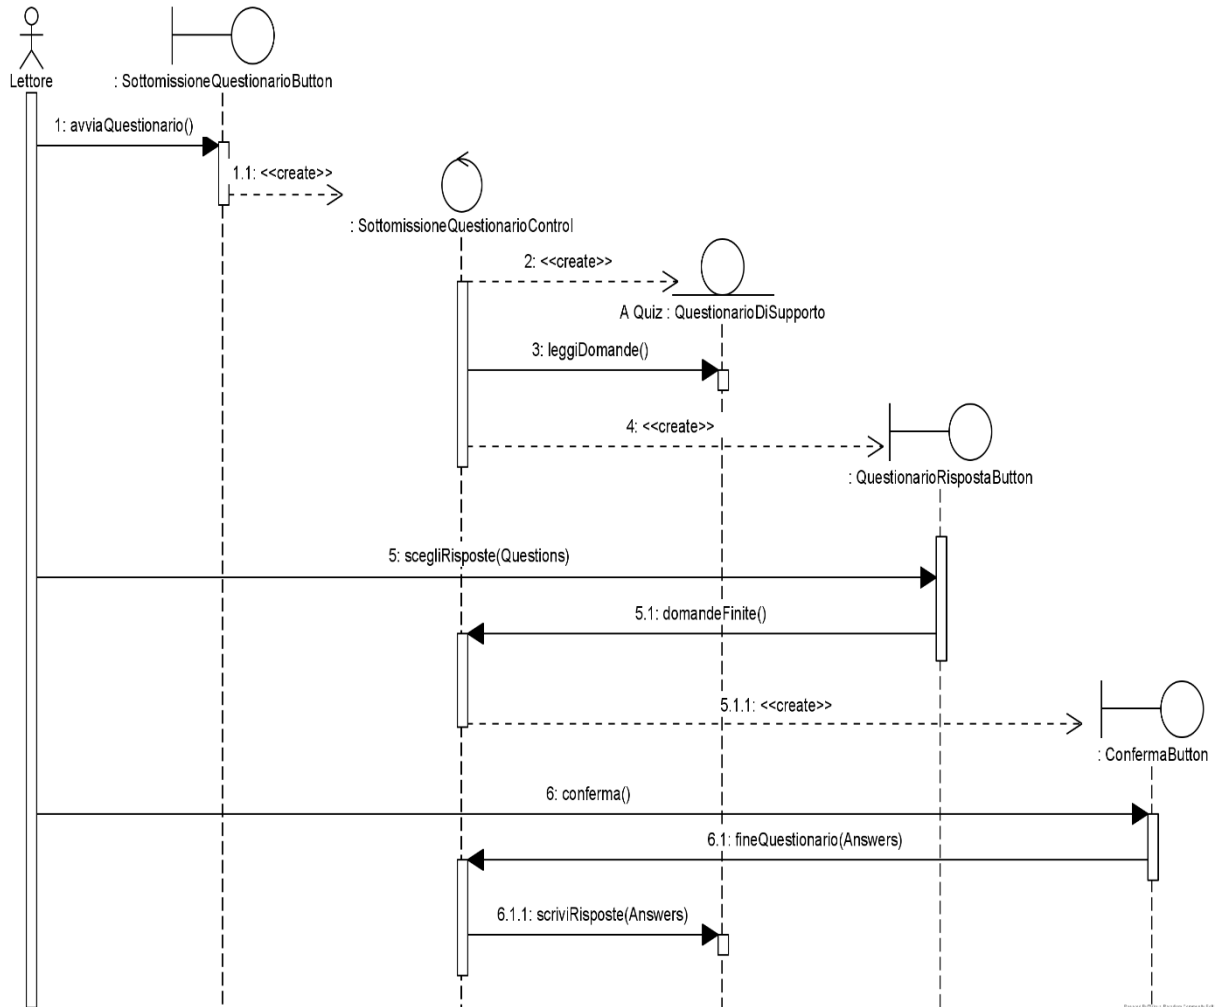 Lettore
: SottomissioneQuestionarioButton
1: avviaQuestionario()
1.1: <<create>>
: SottomissioneQuestionarioControl
2: <<create>>
A Quiz : QuestionarioDiSupporto
3: leggiDomande()
4: <<create>>
: QuestionarioRispostaButton
5: scegliRisposte(Questions)
5.1: domandeFinite()
5.1.1: <<create>>
: ConfermaButton
6: conferma()
6.1: fineQuestionario(Answers)
6.1.1: scriviRisposte(Answers)